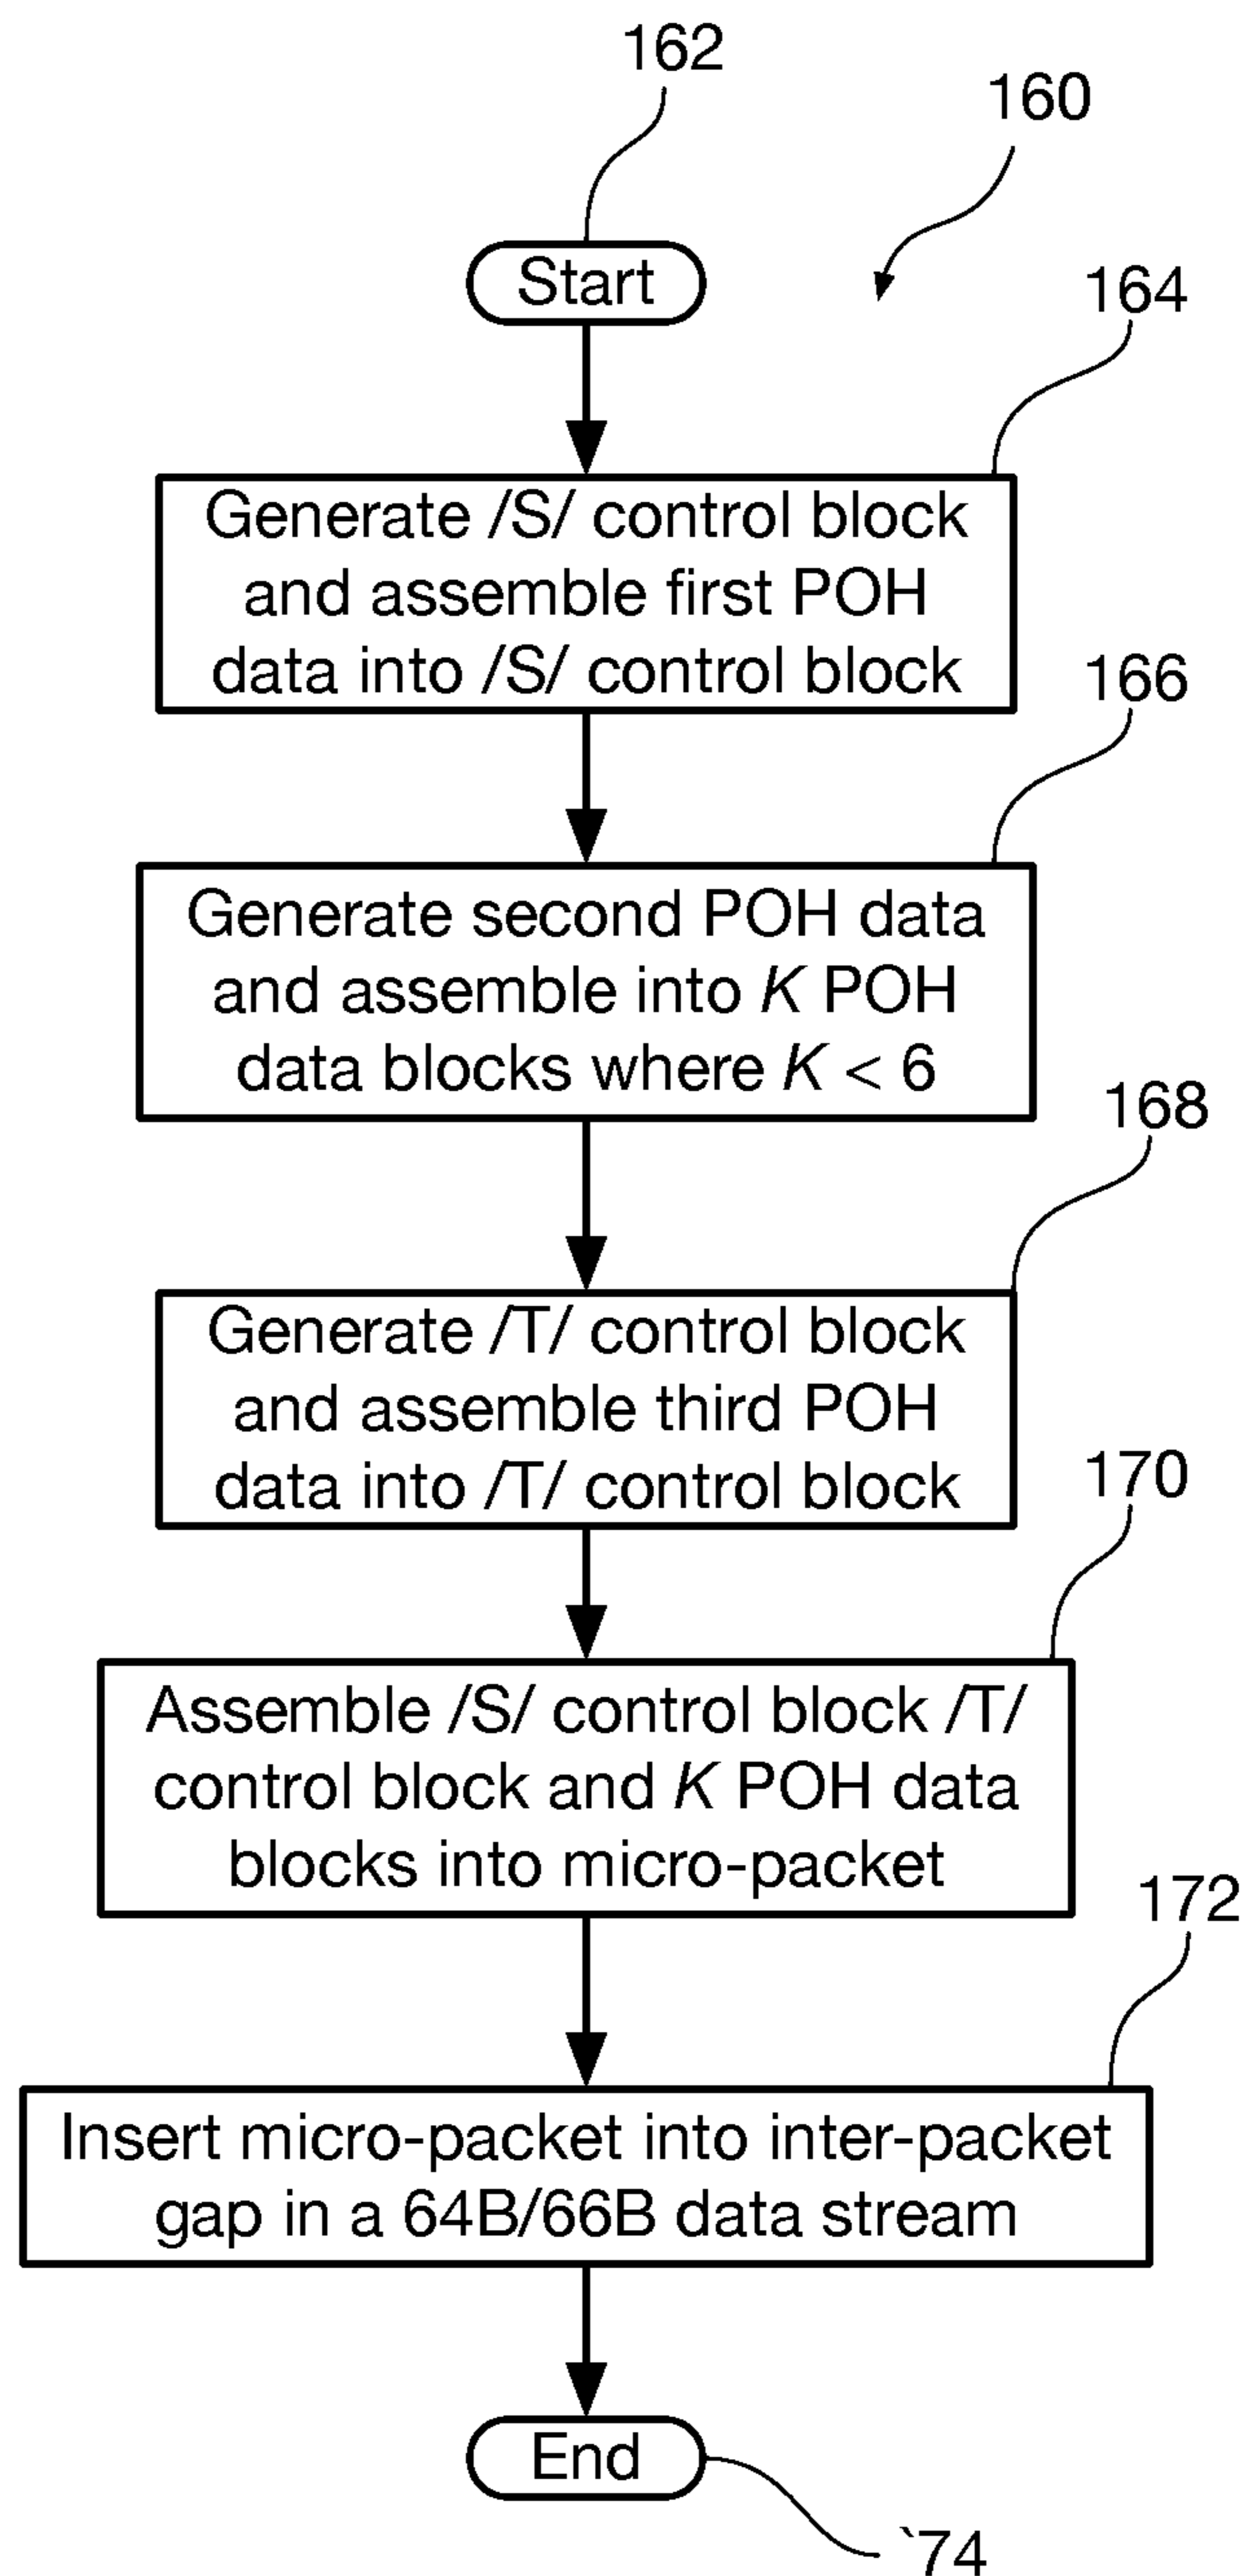 162
160
Start
164
Generate /S/ control block
and assemble first POH
data into /S/ control block
166
Generate second POH data
and assemble into K POH
data blocks where K < 6
168
Generate /T/ control block
and assemble third POH
data into /T/ control block
170
Assemble /S/ control block /T/
control block and K POH data
blocks into micro-packet
172
Insert micro-packet into inter-packet
gap in a 64B/66B data stream
End
`74